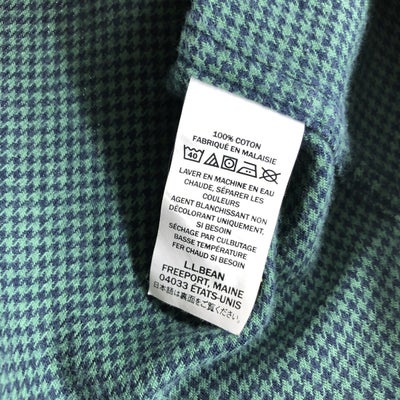 100% COTON
FABRIQUÉ EN MALAISIE
40
LAVER EN MACHINE EN EAU
CHAUDE, SÉPARER LES
COULEURS
AGENT BLANCHISSANT NON
DÉCOLORANT UNIQUEMENT,
SI BESOIN
SÉCHAGE PAR CULBUTAGE
BASSE TEMPÉRATURE
FER CHAUD SI BESOIN
L.L.BEAN
FREEPORT, MAINE
04033 ÉTATS-UNIS
日本語は裏面をご覧ください